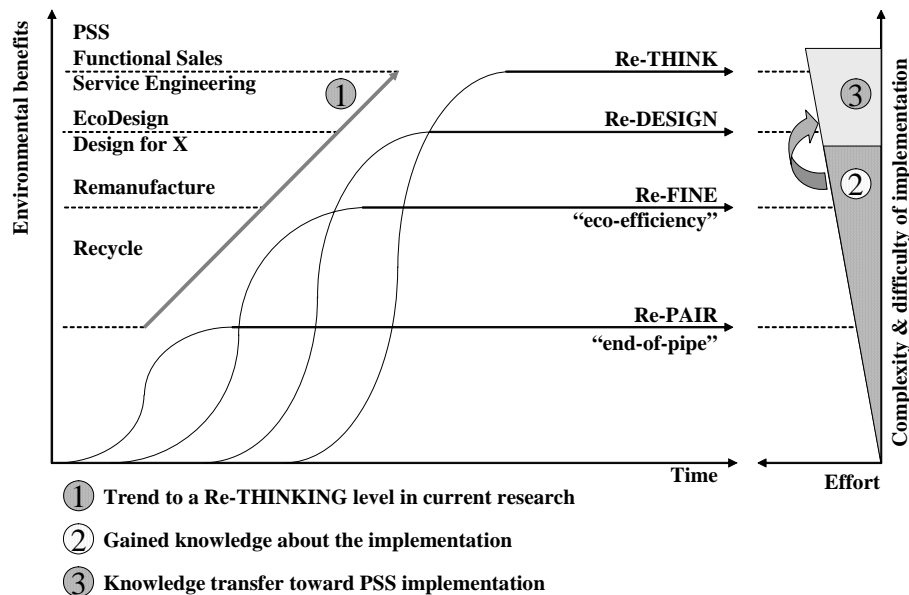 Environmental benefits
PSS
Functional Sales
Service Engineering
EcoDesign
Design for X
Remanufacture
Recycle
1
Re-THINK
Re-DESIGN
Re-FINE
“eco-efficiency”
Re-PAIR
“end-of-pipe”
Time
3
2
Effort
Complexity & difficulty of implementation
1 Trend to a Re-THINKING level in current research
2 Gained knowledge about the implementation
3 Knowledge transfer toward PSS implementation